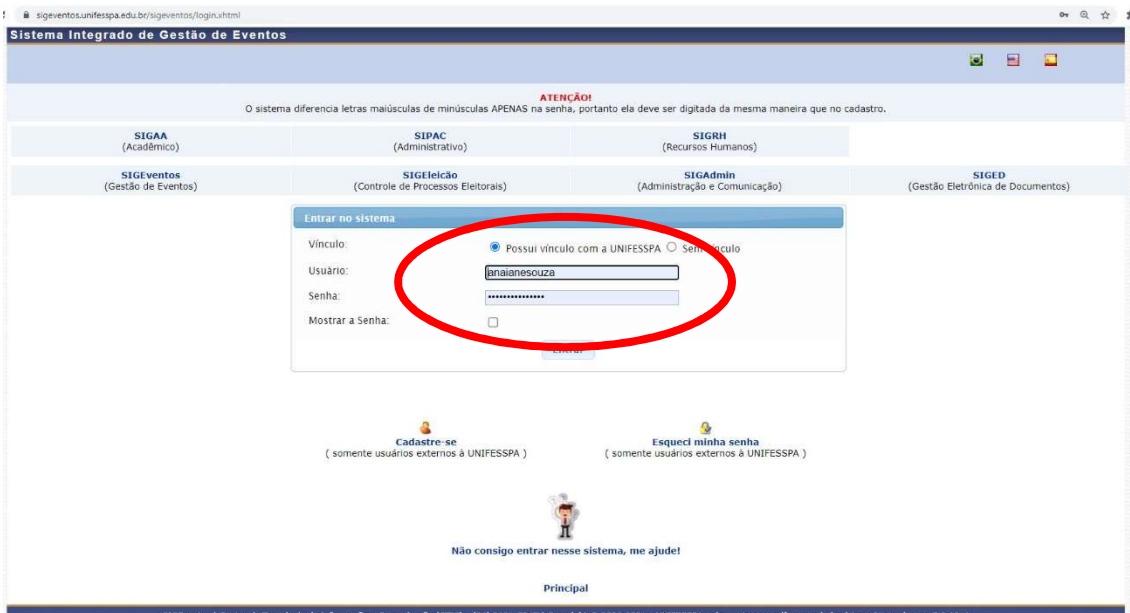 sigeventos.unifesspa.edu.br/sigeventos/login.xhtml
Sistema Integrado de Gestão de Eventos
ATENÇÃO!
O sistema diferencia letras maiúsculas de minúsculas APENAS na senha, portanto ela deve ser digitada da mesma maneira que no cadastro.
SIGAA SIPAC SIGRH
(Acadêmico) (Administrativo) (Recursos Humanos)
SIGEventos SIGEleicão SIGAdmin SIGED
(Gestão de Eventos) (Controle de Processos Eleitorais) (Administração e Comunicação) (Gestão Eletrônica de Documentos)
Entrar no sistema
Vínculo: Possui vínculo com a UNIFESSPA Sem vínculo
Usuário: anaianesouza
Senha: •••••••••••••••
Mostrar a Senha:
Entrar
Cadastre-se Esqueci minha senha
( somente usuários externos à UNIFESSPA ) ( somente usuários externos à UNIFESSPA )
Não consigo entrar nesse sistema, me ajude!
Principal